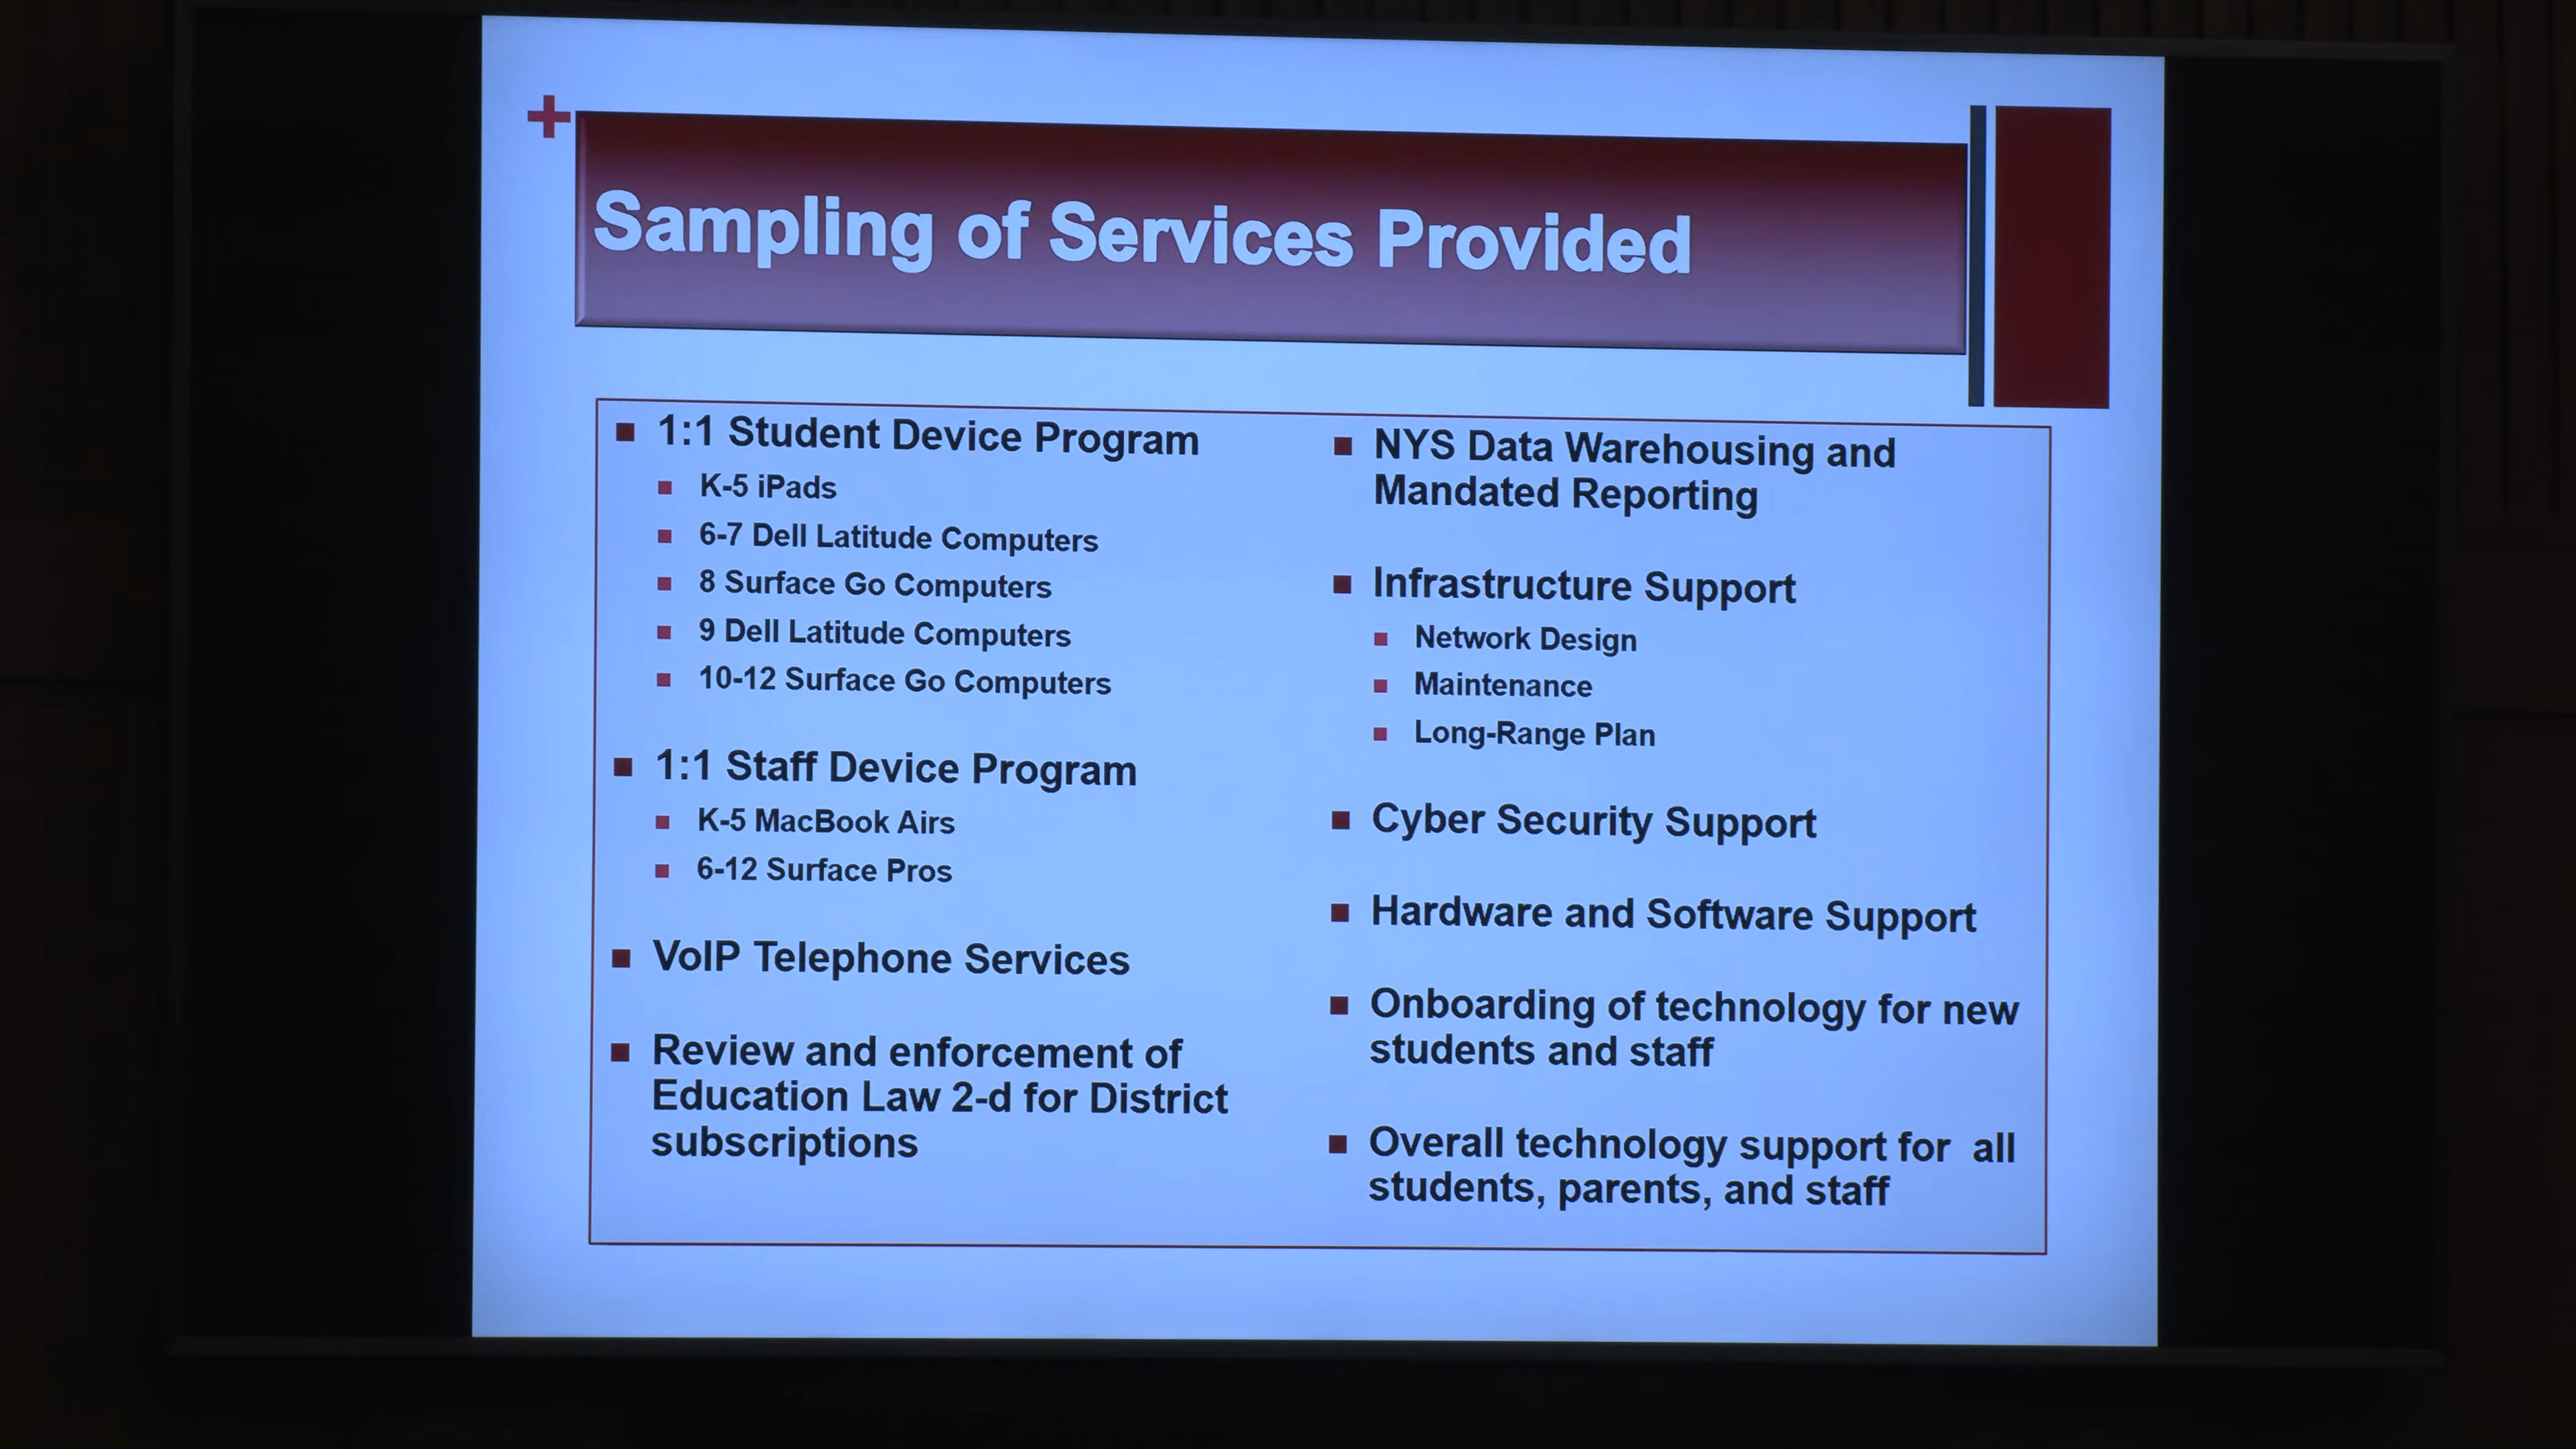 Sampling of Services Provided
1:1 Student Device Program
K-5 iPads
6-7 Dell Latitude Computers
8 Surface Go Computers
9 Dell Latitude Computers
10-12 Surface Go Computers
1:1 Staff Device Program
K-5 MacBook Airs
6-12 Surface Pros
VoIP Telephone Services
Review and enforcement of
Education Law 2-d for District
subscriptions
NYS Data Warehousing and
Mandated Reporting
Infrastructure Support
Network Design
Maintenance
Long-Range Plan
Cyber Security Support
Hardware and Software Support
Onboarding of technology for new
students and staff
Overall technology support for  all
students, parents, and staff